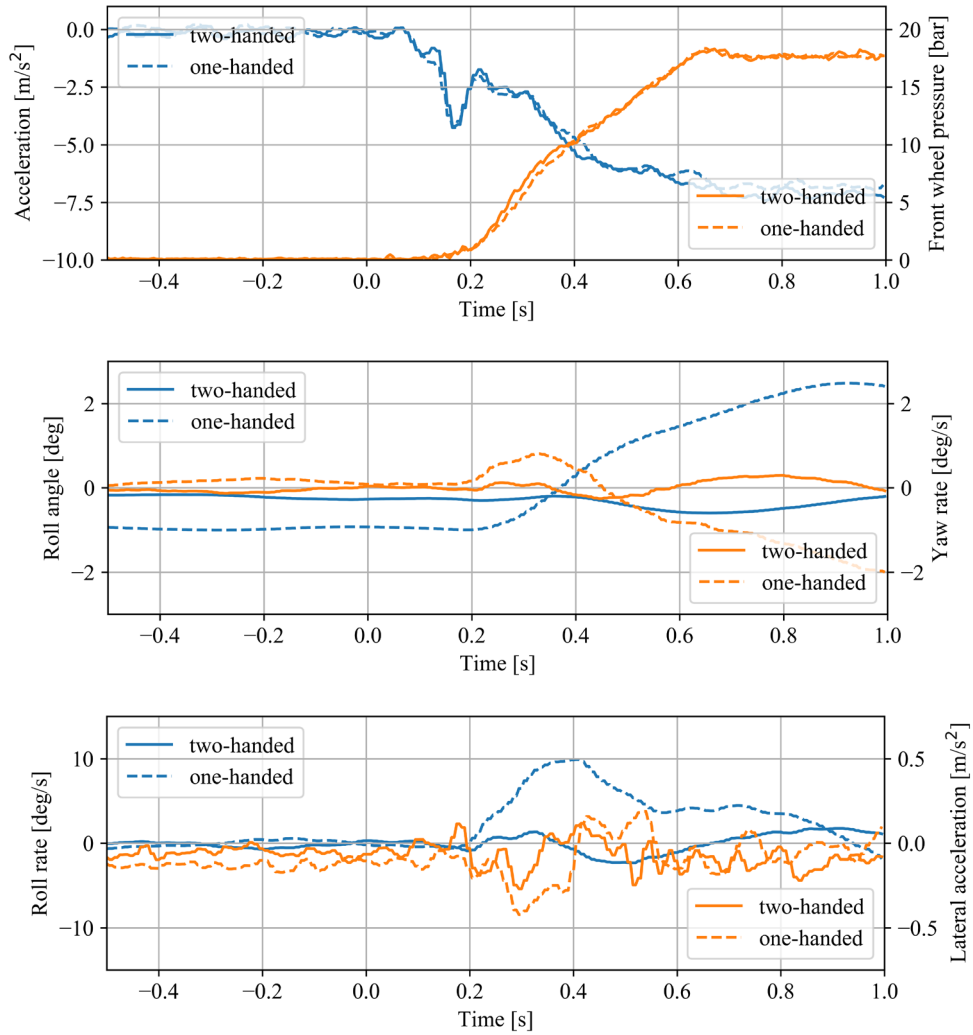 0.0
−2.5
−5.0
−7.5
−10.0
Acceleration [m/s²]
two-handed
one-handed
two-handed
one-handed
20
15
10
5
0
Front wheel pressure [bar]
−0.4 −0.2 0.0 0.2 0.4 0.6 0.8 1.0
Time [s]
2
0
−2
Roll angle [deg]
two-handed
one-handed
two-handed
one-handed
2
0
−2
Yaw rate [deg/s]
−0.4 −0.2 0.0 0.2 0.4 0.6 0.8 1.0
Time [s]
10
0
−10
Roll rate [deg/s]
two-handed
one-handed
two-handed
one-handed
0.5
0.0
−0.5
Lateral acceleration [m/s²]
−0.4 −0.2 0.0 0.2 0.4 0.6 0.8 1.0
Time [s]